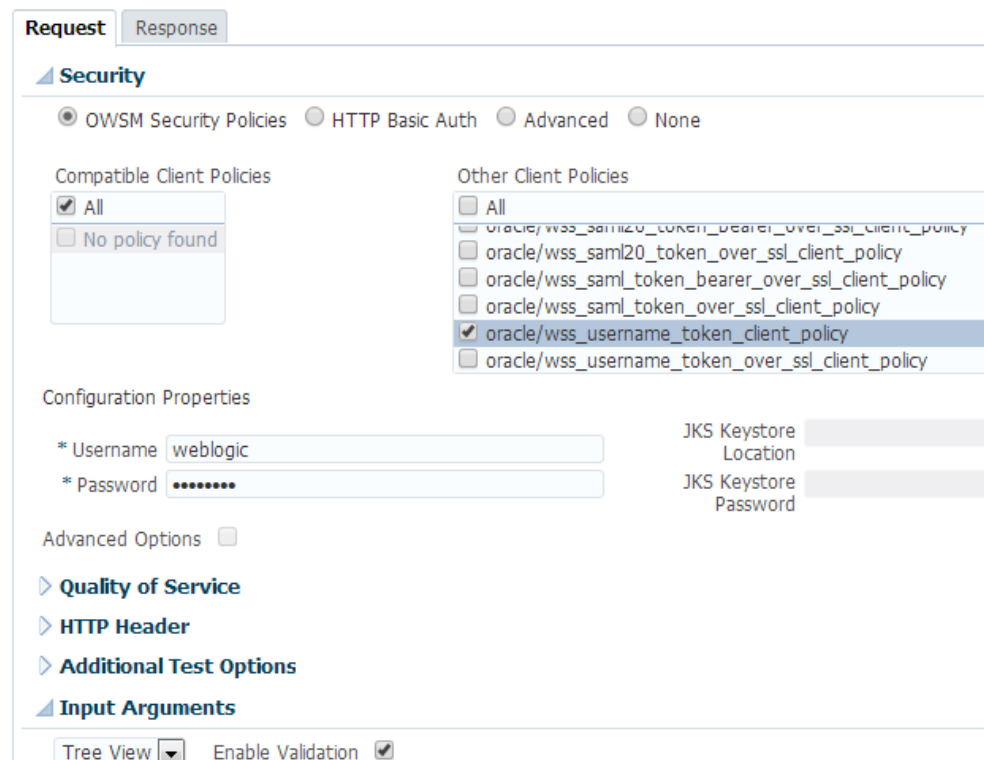 Request Response
Security
OWSM Security Policies HTTP Basic Auth Advanced None
Compatible Client Policies
All
No policy found
Other Client Policies
All
oracle/wss_saml20_token_bearer_over_ssl_client_policy
oracle/wss_saml20_token_over_ssl_client_policy
oracle/wss_saml_token_bearer_over_ssl_client_policy
oracle/wss_saml_token_over_ssl_client_policy
oracle/wss_username_token_client_policy
oracle/wss_username_token_over_ssl_client_policy
Configuration Properties
* Username weblogic
* Password ••••••••
JKS Keystore
Location
JKS Keystore
Password
Advanced Options
Quality of Service
HTTP Header
Additional Test Options
Input Arguments
Tree View Enable Validation